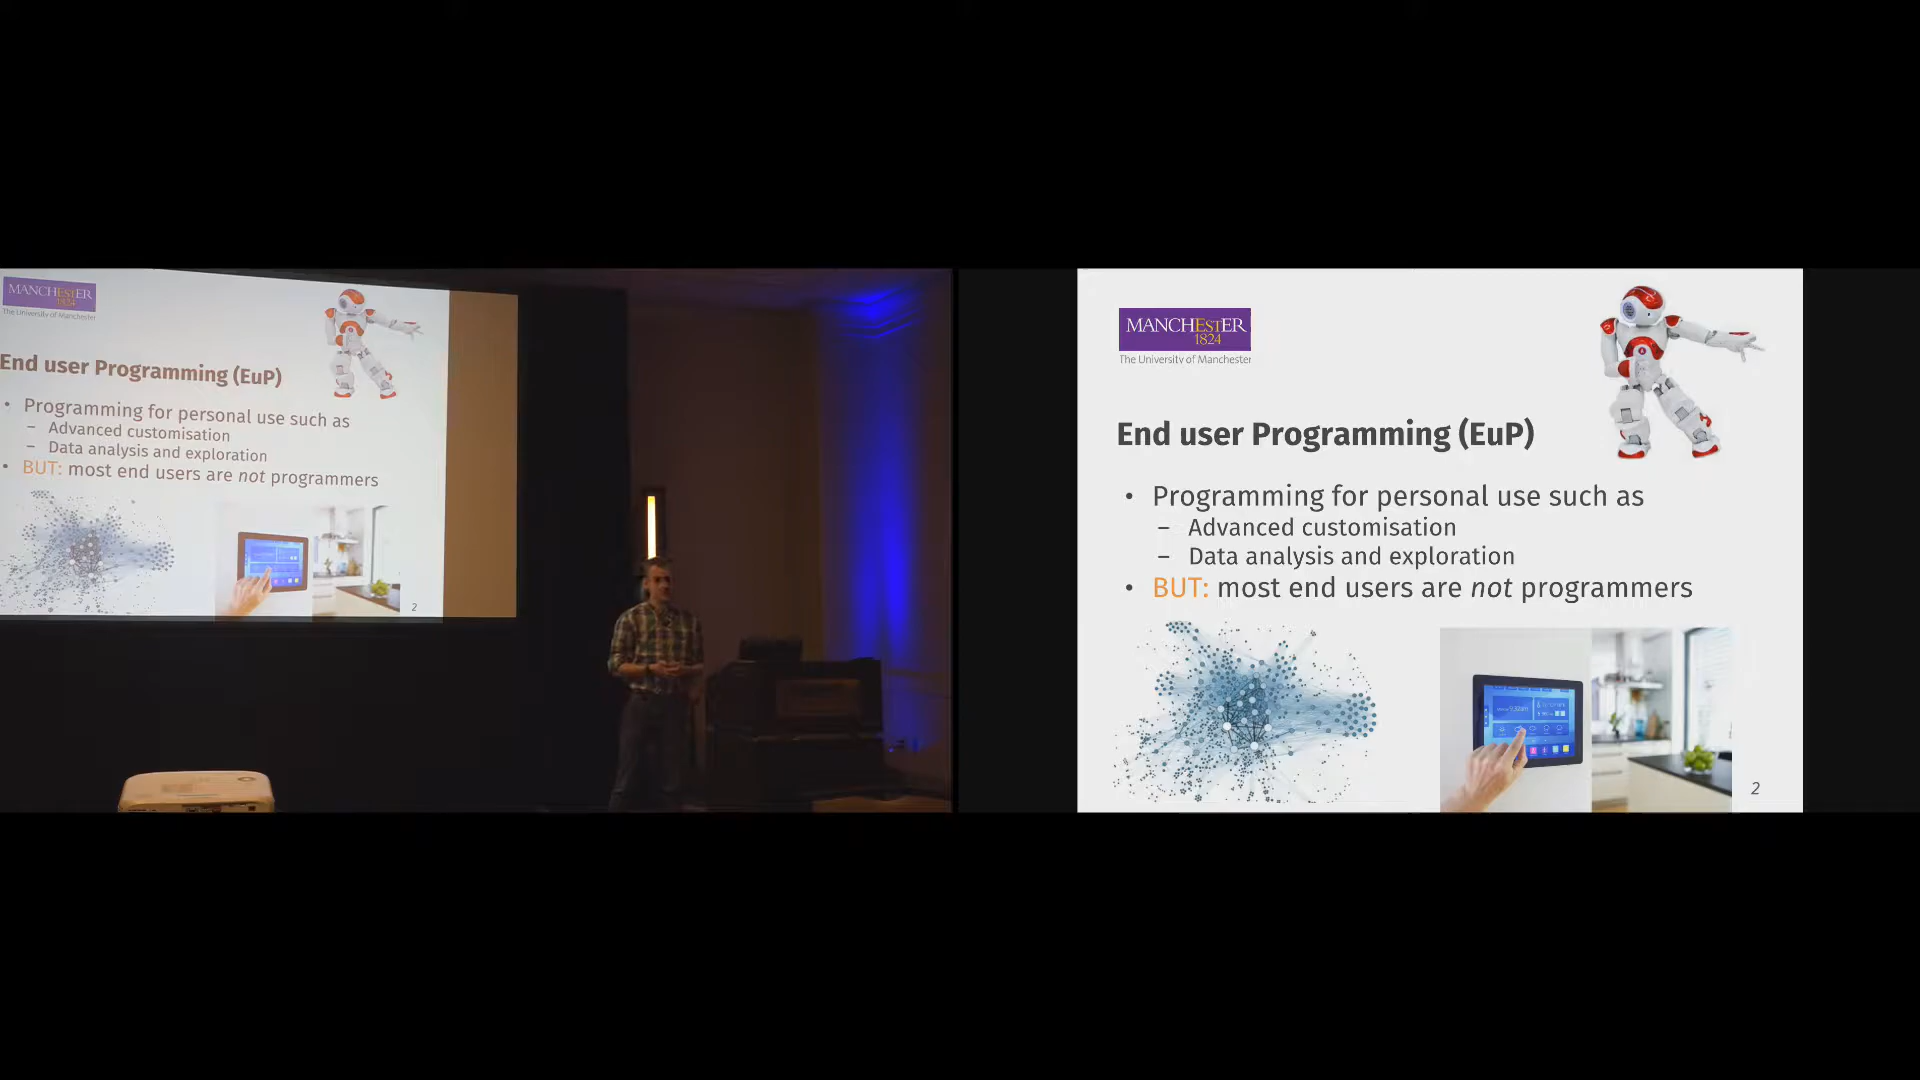 MANCHESTER
1824
The University of Manchester
End user Programming (EuP)
• Programming for personal use such as
– Advanced customisation
– Data analysis and exploration
• BUT: most end users are not programmers
2
MANCHESTER
1824
The University of Manchester
End user Programming (EuP)
• Programming for personal use such as
– Advanced customisation
– Data analysis and exploration
• BUT: most end users are not programmers
2